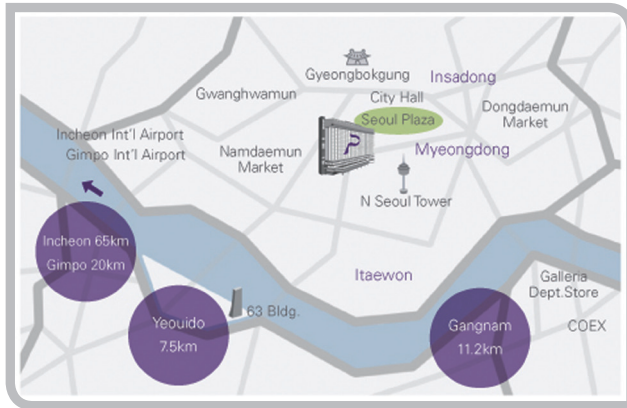 Gyeongbokgung
Insadong
Gwanghwamun
City Hall
Dongdaemun
Market
Seoul Plaza
Incheon Int'l Airport
Gimpo Int'l Airport
Namdaemun
Market
Myeongdong
N Seoul Tower
Incheon 65km
Gimpo 20km
Itaewon
Galleria
Dept.Store
63 Bldg.
Yeouido
7.5km
Gangnam
11.2km
COEX